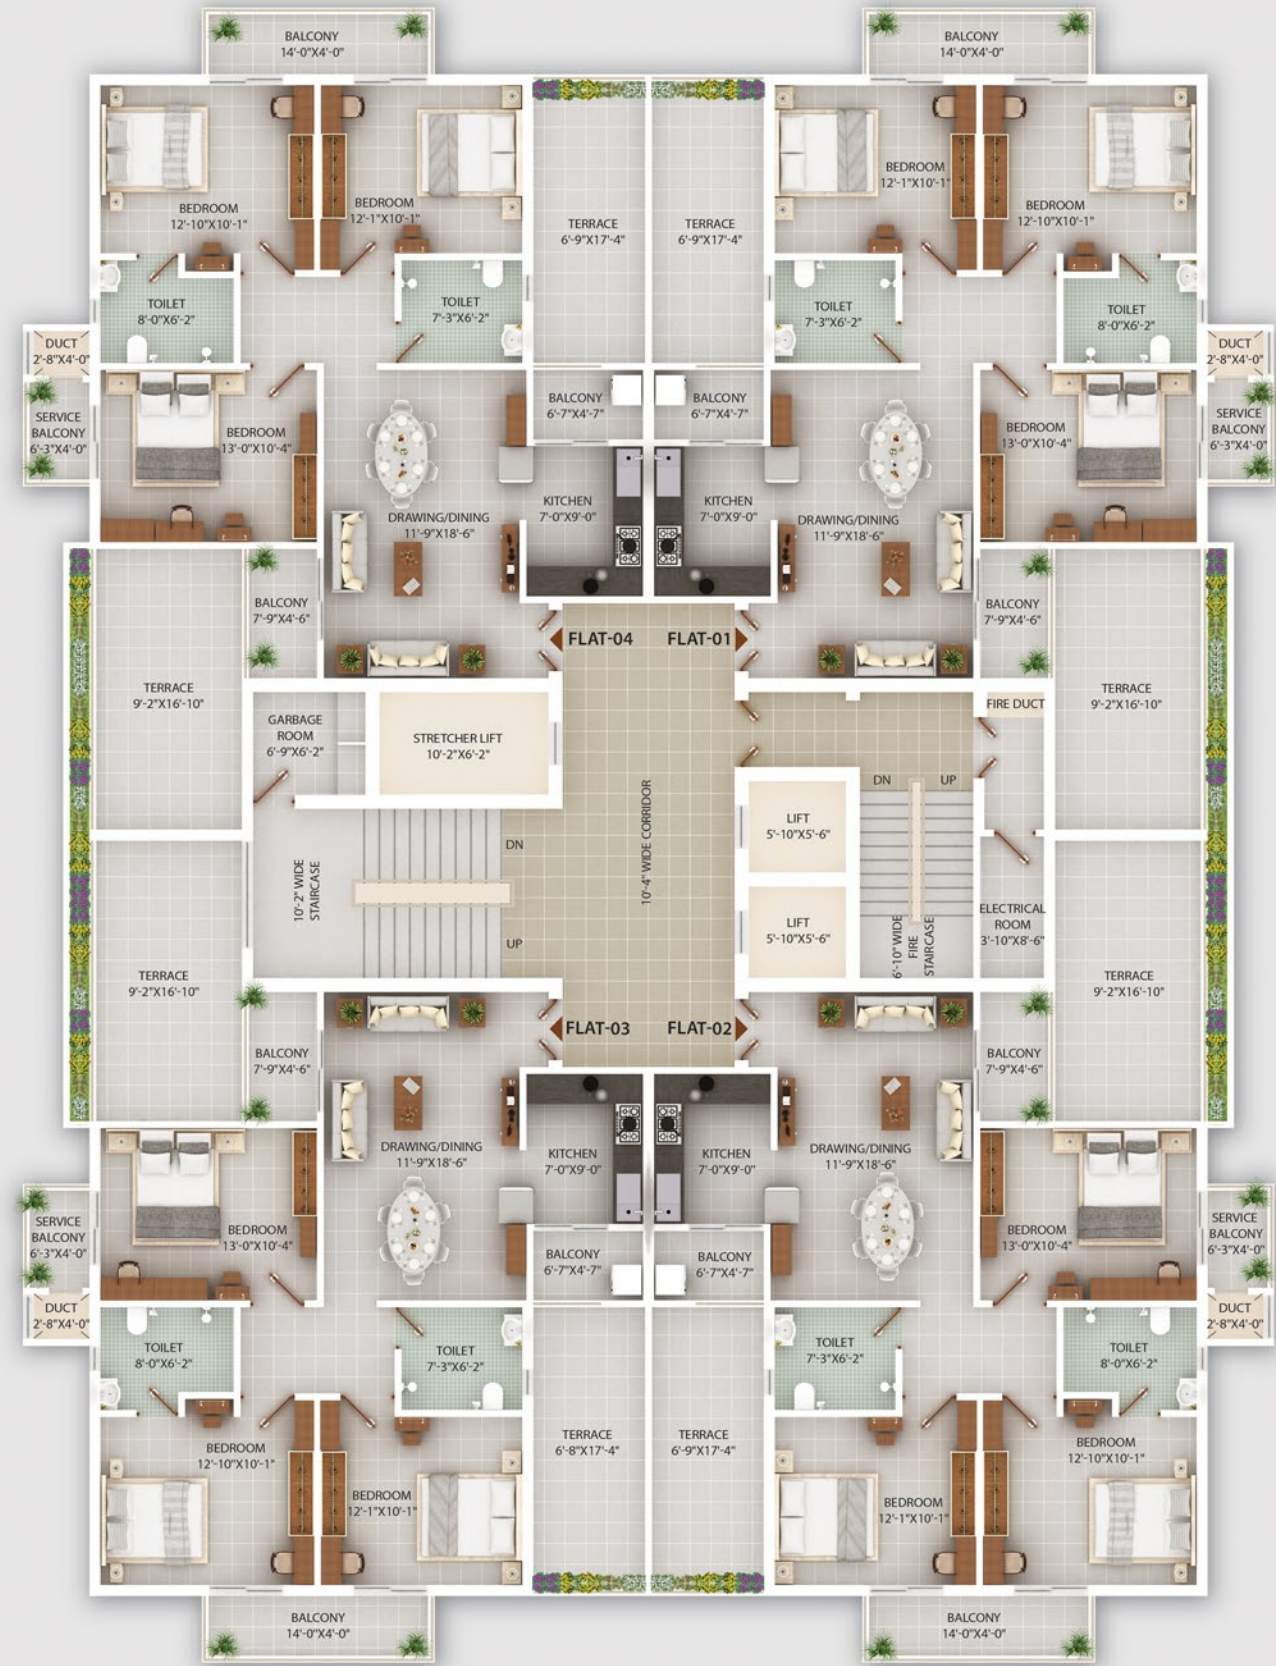 BALCONY
14'-0"X4'-0"
BALCONY
14'-0"X4'-0"
BEDROOM
12'-10"X10'-1"
BEDROOM
12'-1"X10'-1"
TERRACE
6'-9"X17'-4"
TERRACE
6'-9"X17'-4"
BEDROOM
12'-1"X10'-1"
BEDROOM
12'-10"X10'-1"
TOILET
8'-0"X6'-2"
TOILET
7'-3"X6'-2"
TOILET
7'-3"X6'-2"
TOILET
8'-0"X6'-2"
DUCT
2'-8"X4'-0"
DUCT
2'-8"X4'-0"
SERVICE
BALCONY
6'-3"X4'-0"
BEDROOM
13'-0"X10'-4"
BALCONY
6'-7"X4'-7"
BALCONY
6'-7"X4'-7"
BEDROOM
13'-0"X10'-4"
SERVICE
BALCONY
6'-3"X4'-0"
DRAWING/DINING
11'-9"X18'-6"
KITCHEN
7'-0"X9'-0"
KITCHEN
7'-0"X9'-0"
DRAWING/DINING
11'-9"X18'-6"
BALCONY
7'-9"X4'-6"
BALCONY
7'-9"X4'-6"
FLAT-04
FLAT-01
TERRACE
9'-2"X16'-10"
GARBAGE
ROOM
6'-9"X6'-2"
STRETCHER LIFT
10'-2"X6'-2"
FIRE DUCT
TERRACE
9'-2"X16'-10"
DN
UP
LIFT
5'-10"X5'-6"
10'-4" WIDE CORRIDOR
DN
10'-2" WIDE
STAIRCASE
UP
LIFT
5'-10"X5'-6"
6'-10" WIDE
FIRE
STAIRCASE
ELECTRICAL
ROOM
3'-10"X8'-6"
TERRACE
9'-2"X16'-10"
TERRACE
9'-2"X16'-10"
FLAT-03
FLAT-02
BALCONY
7'-9"X4'-6"
BALCONY
7'-9"X4'-6"
DRAWING/DINING
11'-9"X18'-6"
KITCHEN
7'-0"X9'-0"
KITCHEN
7'-0"X9'-0"
DRAWING/DINING
11'-9"X18'-6"
SERVICE
BALCONY
6'-3"X4'-0"
BEDROOM
13'-0"X10'-4"
BALCONY
6'-7"X4'-7"
BALCONY
6'-7"X4'-7"
BEDROOM
13'-0"X10'-4"
SERVICE
BALCONY
6'-3"X4'-0"
DUCT
2'-8"X4'-0"
DUCT
2'-8"X4'-0"
TOILET
8'-0"X6'-2"
TOILET
7'-3"X6'-2"
TOILET
7'-3"X6'-2"
TOILET
8'-0"X6'-2"
BEDROOM
12'-10"X10'-1"
TERRACE
6'-8"X17'-4"
TERRACE
6'-9"X17'-4"
BEDROOM
12'-10"X10'-1"
BEDROOM
12'-1"X10'-1"
BEDROOM
12'-1"X10'-1"
BALCONY
14'-0"X4'-0"
BALCONY
14'-0"X4'-0"